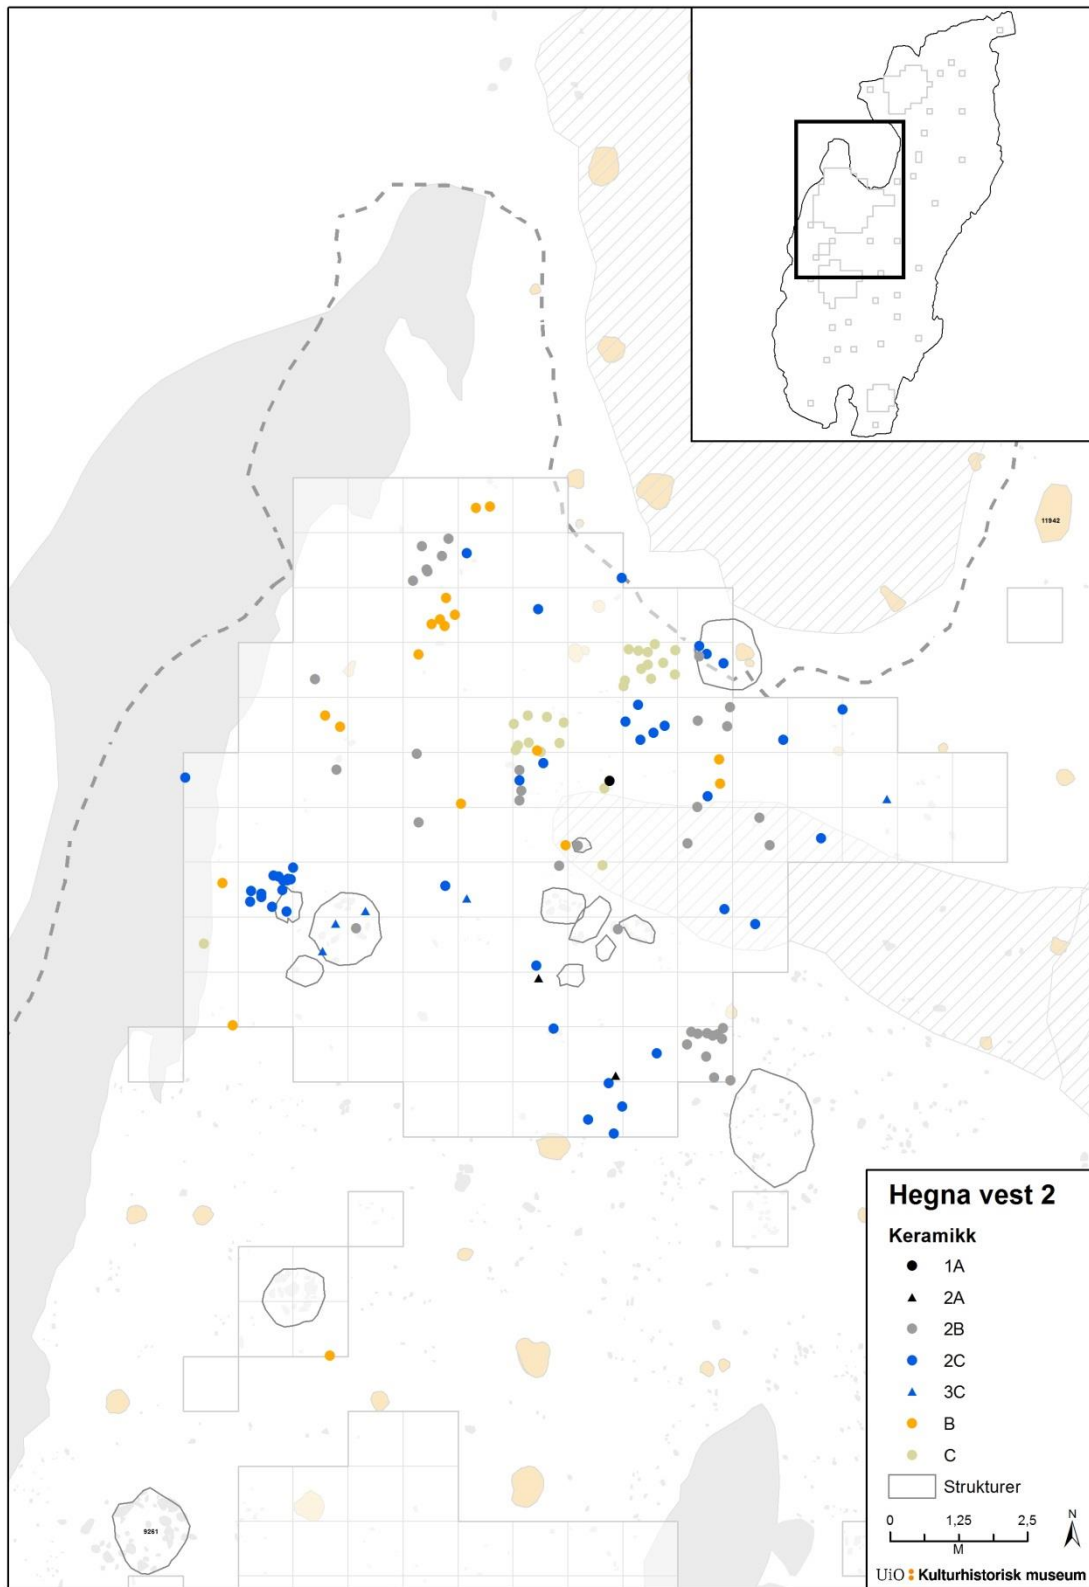 11942
9261
Hegna vest 2
Keramikk
1A
2A
2B
2C
3C
B
C
Strukturer
0 1,25 2,5
M
N
UiO Kulturhistorisk museum